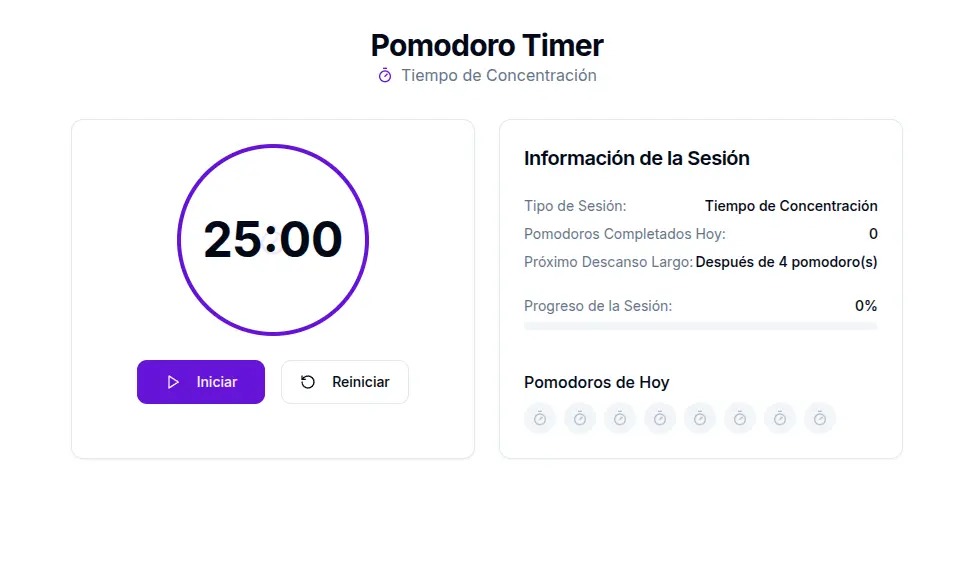 Pomodoro Timer
Tiempo de Concentración
25:00
Iniciar
Reiniciar
Información de la Sesión
Tipo de Sesión: Tiempo de Concentración
Pomodoros Completados Hoy: 0
Próximo Descanso Largo: Después de 4 pomodoro(s)
Progreso de la Sesión: 0%
Pomodoros de Hoy